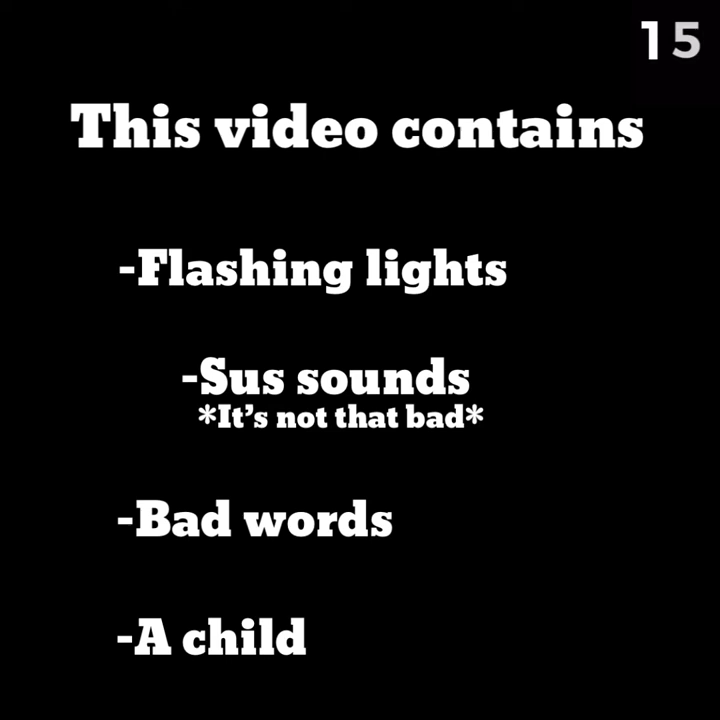 15
This video contains
-Flashing lights
-Sus sounds
*It's not that bad*
-Bad words
-A child